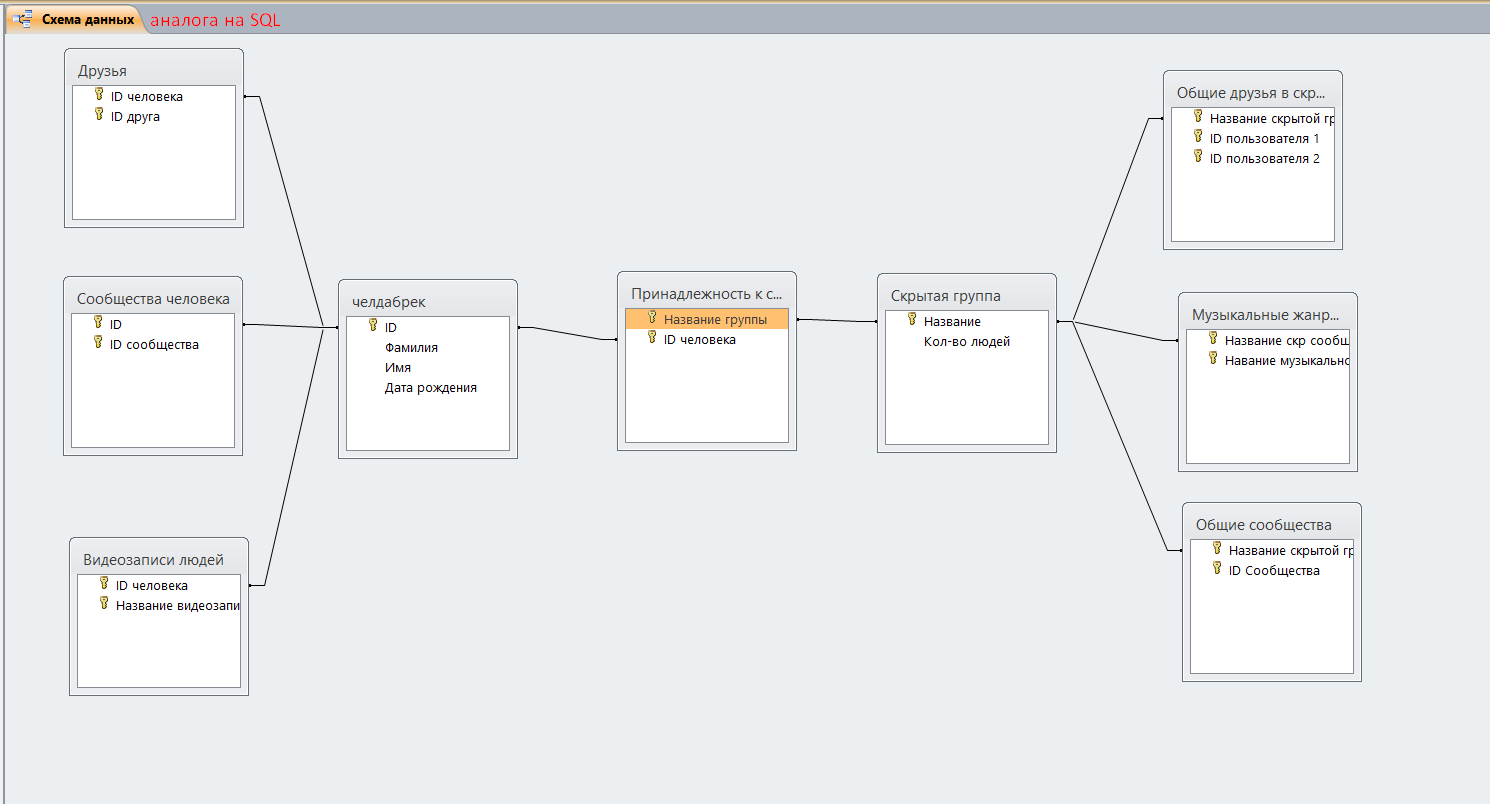 Схема данных аналога на SQL
Друзья
ID человека
ID друга
Сообщества человека
ID
ID сообщества
Видеозаписи людей
ID человека
Название видеозапи
челдабрек
ID
Фамилия
Имя
Дата рождения
Принадлежность к с...
Название группы
ID человека
Скрытая группа
Название
Кол-во людей
Общие друзья в скр...
Название скрытой гр
ID пользователя 1
ID пользователя 2
Музыкальные жанр...
Название скр сообщ
Навание музыкально
Общие сообщества
Название скрытой гр
ID Сообщества